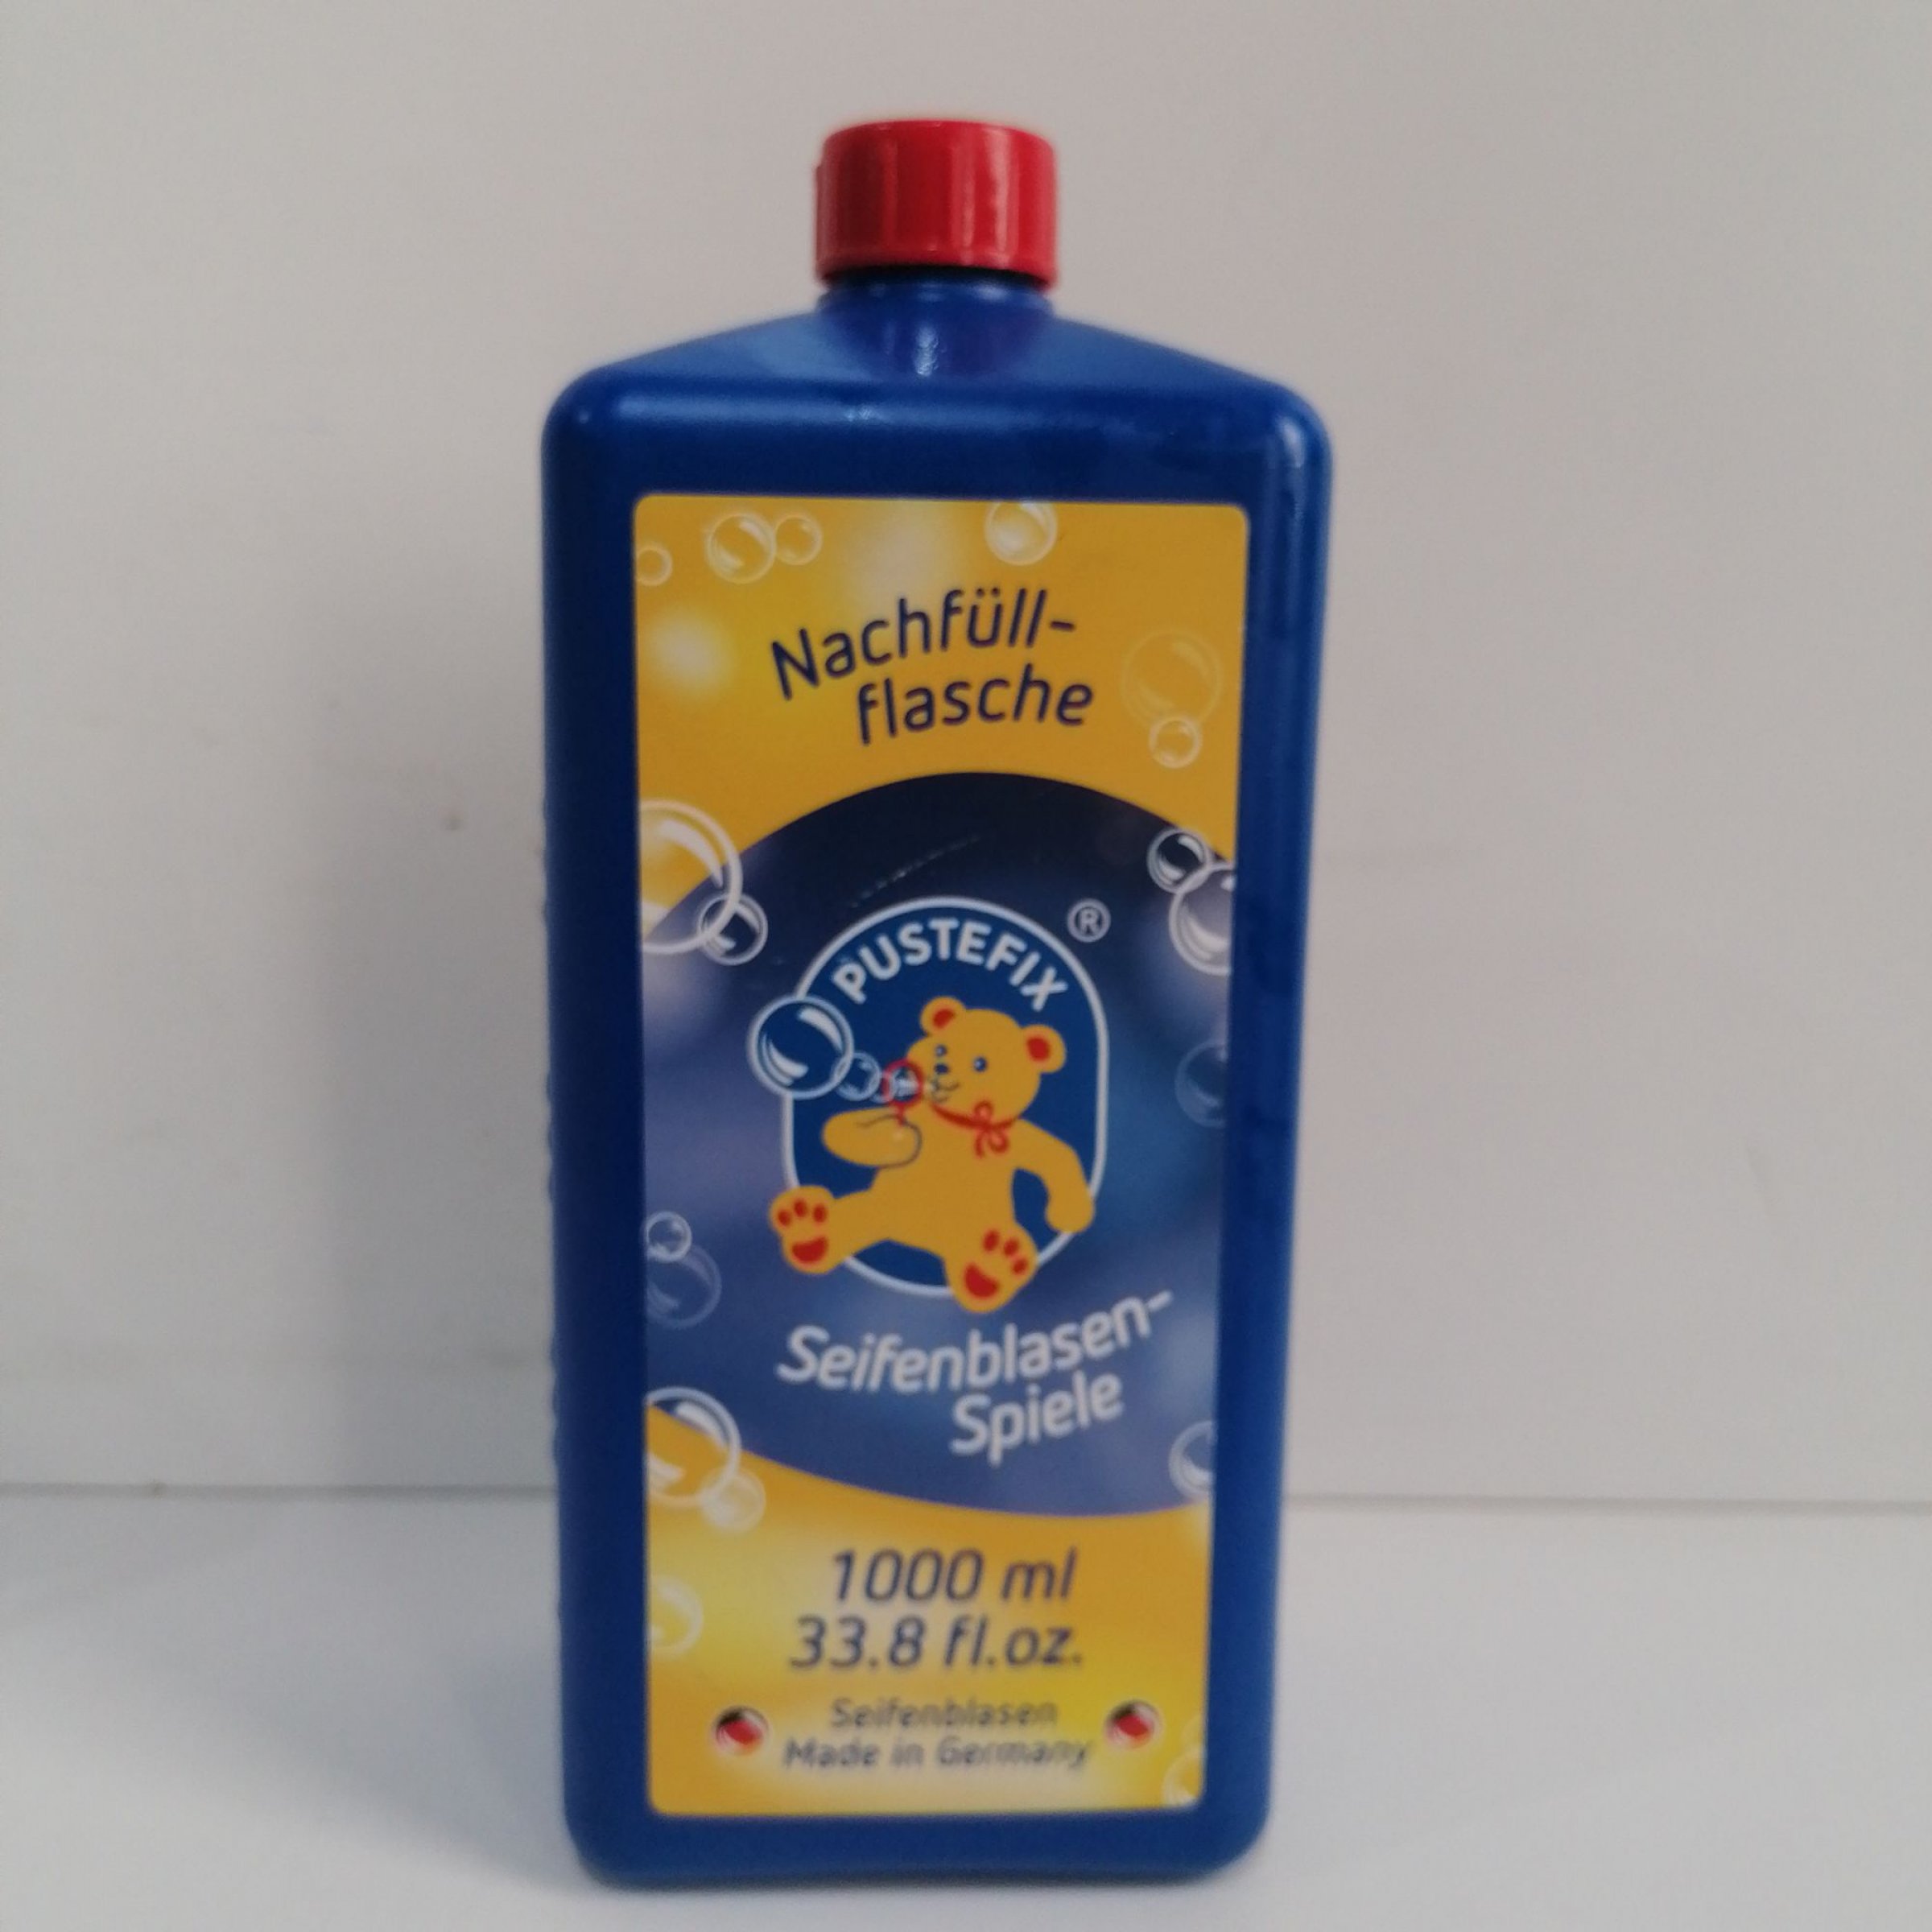 Nachfüll-
flasche
PUSTEFIX ®
Seifenblasen-
Spiele
1000 ml
33.8 fl.oz.
Seifenblasen
Made in Germany